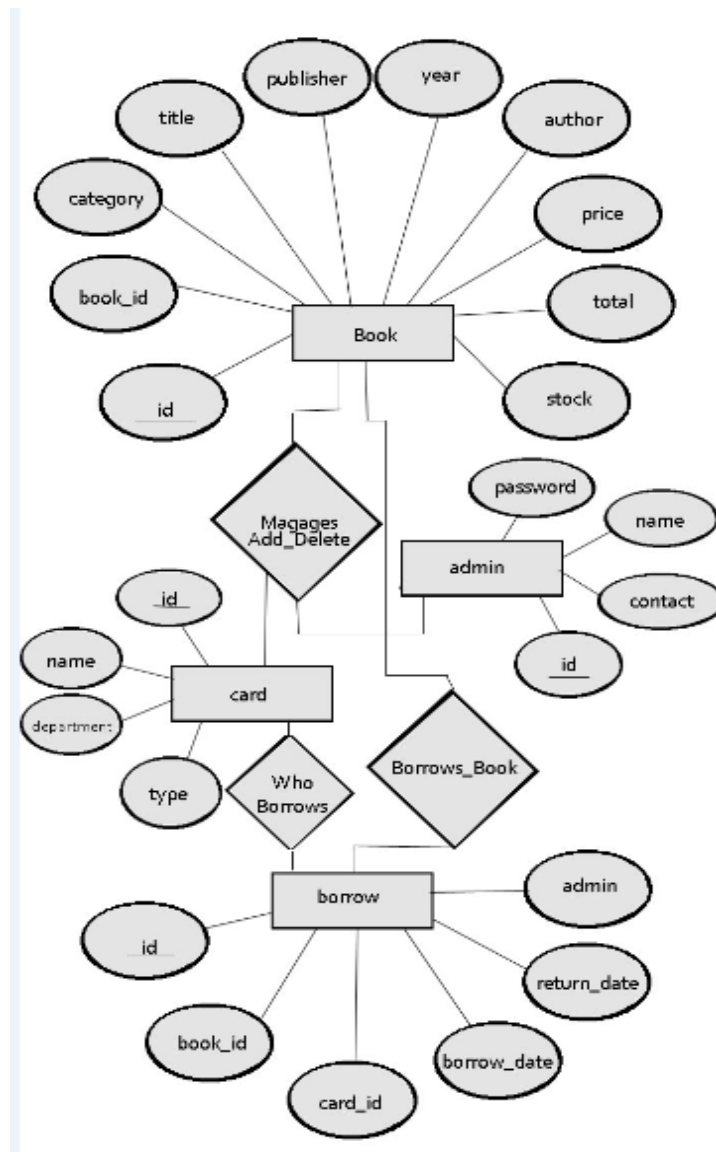 publisher
year
title
author
category
price
book_id
total
Book
id
stock
password
Magages
Add_Delete
name
admin
id
contact
name
id
card
department
Borrows_Book
type
Who
Borrows
admin
borrow
id
return_date
book_id
borrow_date
card_id